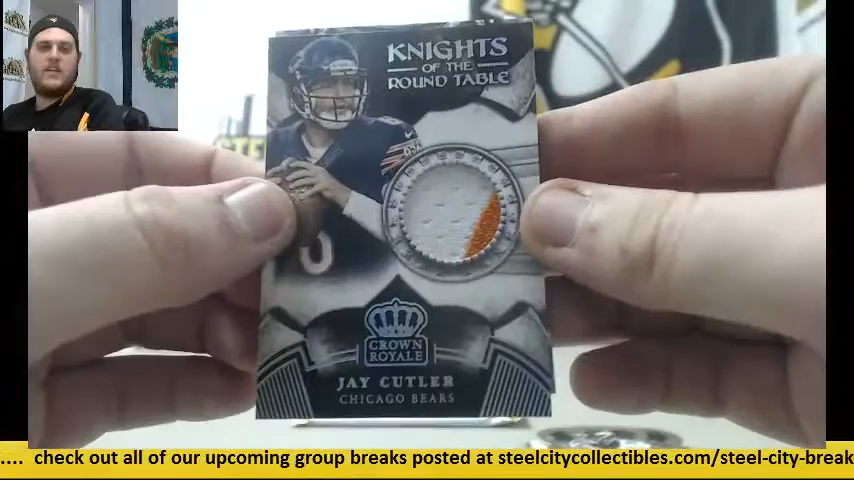 KNIGHTS
OF THE
ROUND TABLE
CROWN
ROYALE
JAY CUTLER
CHICAGO BEARS
.... check out all of our upcoming group breaks posted at steelcitycollectibles.com/steel-city-break